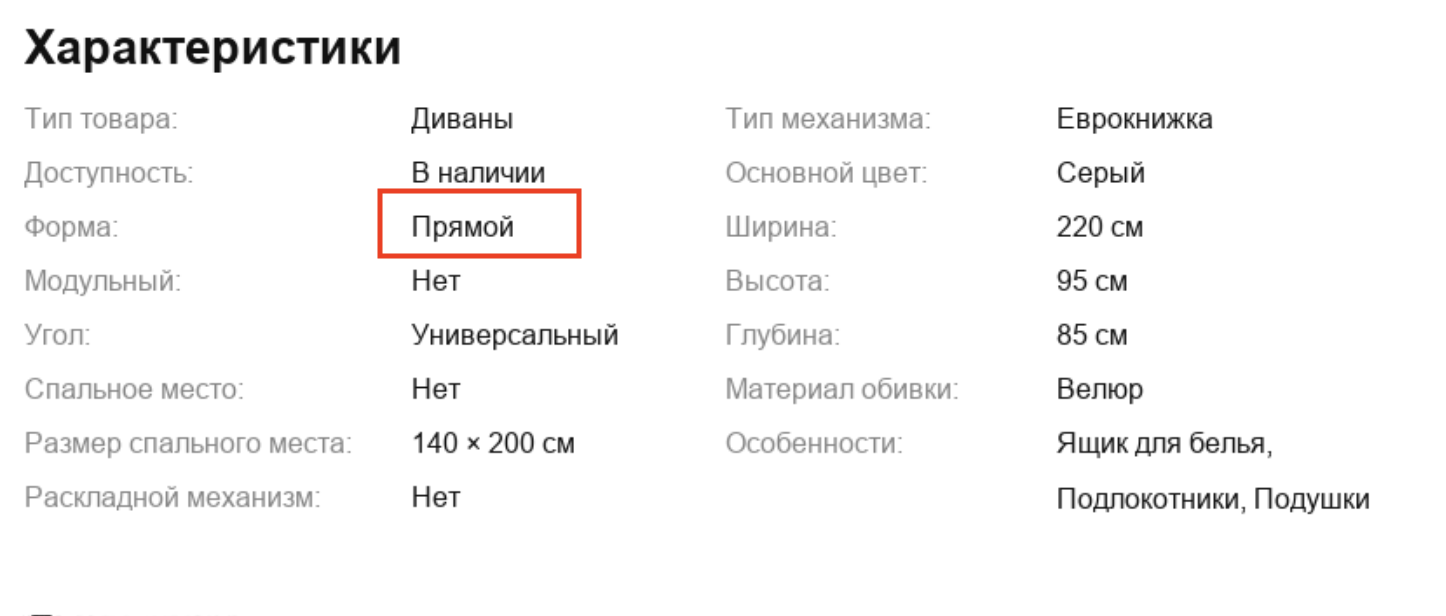 Характеристики
Тип товара: Диваны Тип механизма: Еврокнижка
Доступность: В наличии Основной цвет: Серый
Форма: Прямой Ширина: 220 см
Модульный: Нет Высота: 95 см
Угол: Универсальный Глубина: 85 см
Спальное место: Нет Материал обивки: Велюр
Размер спального места: 140 × 200 см Особенности: Ящик для белья,
Раскладной механизм: Нет Подлокотники, Подушки